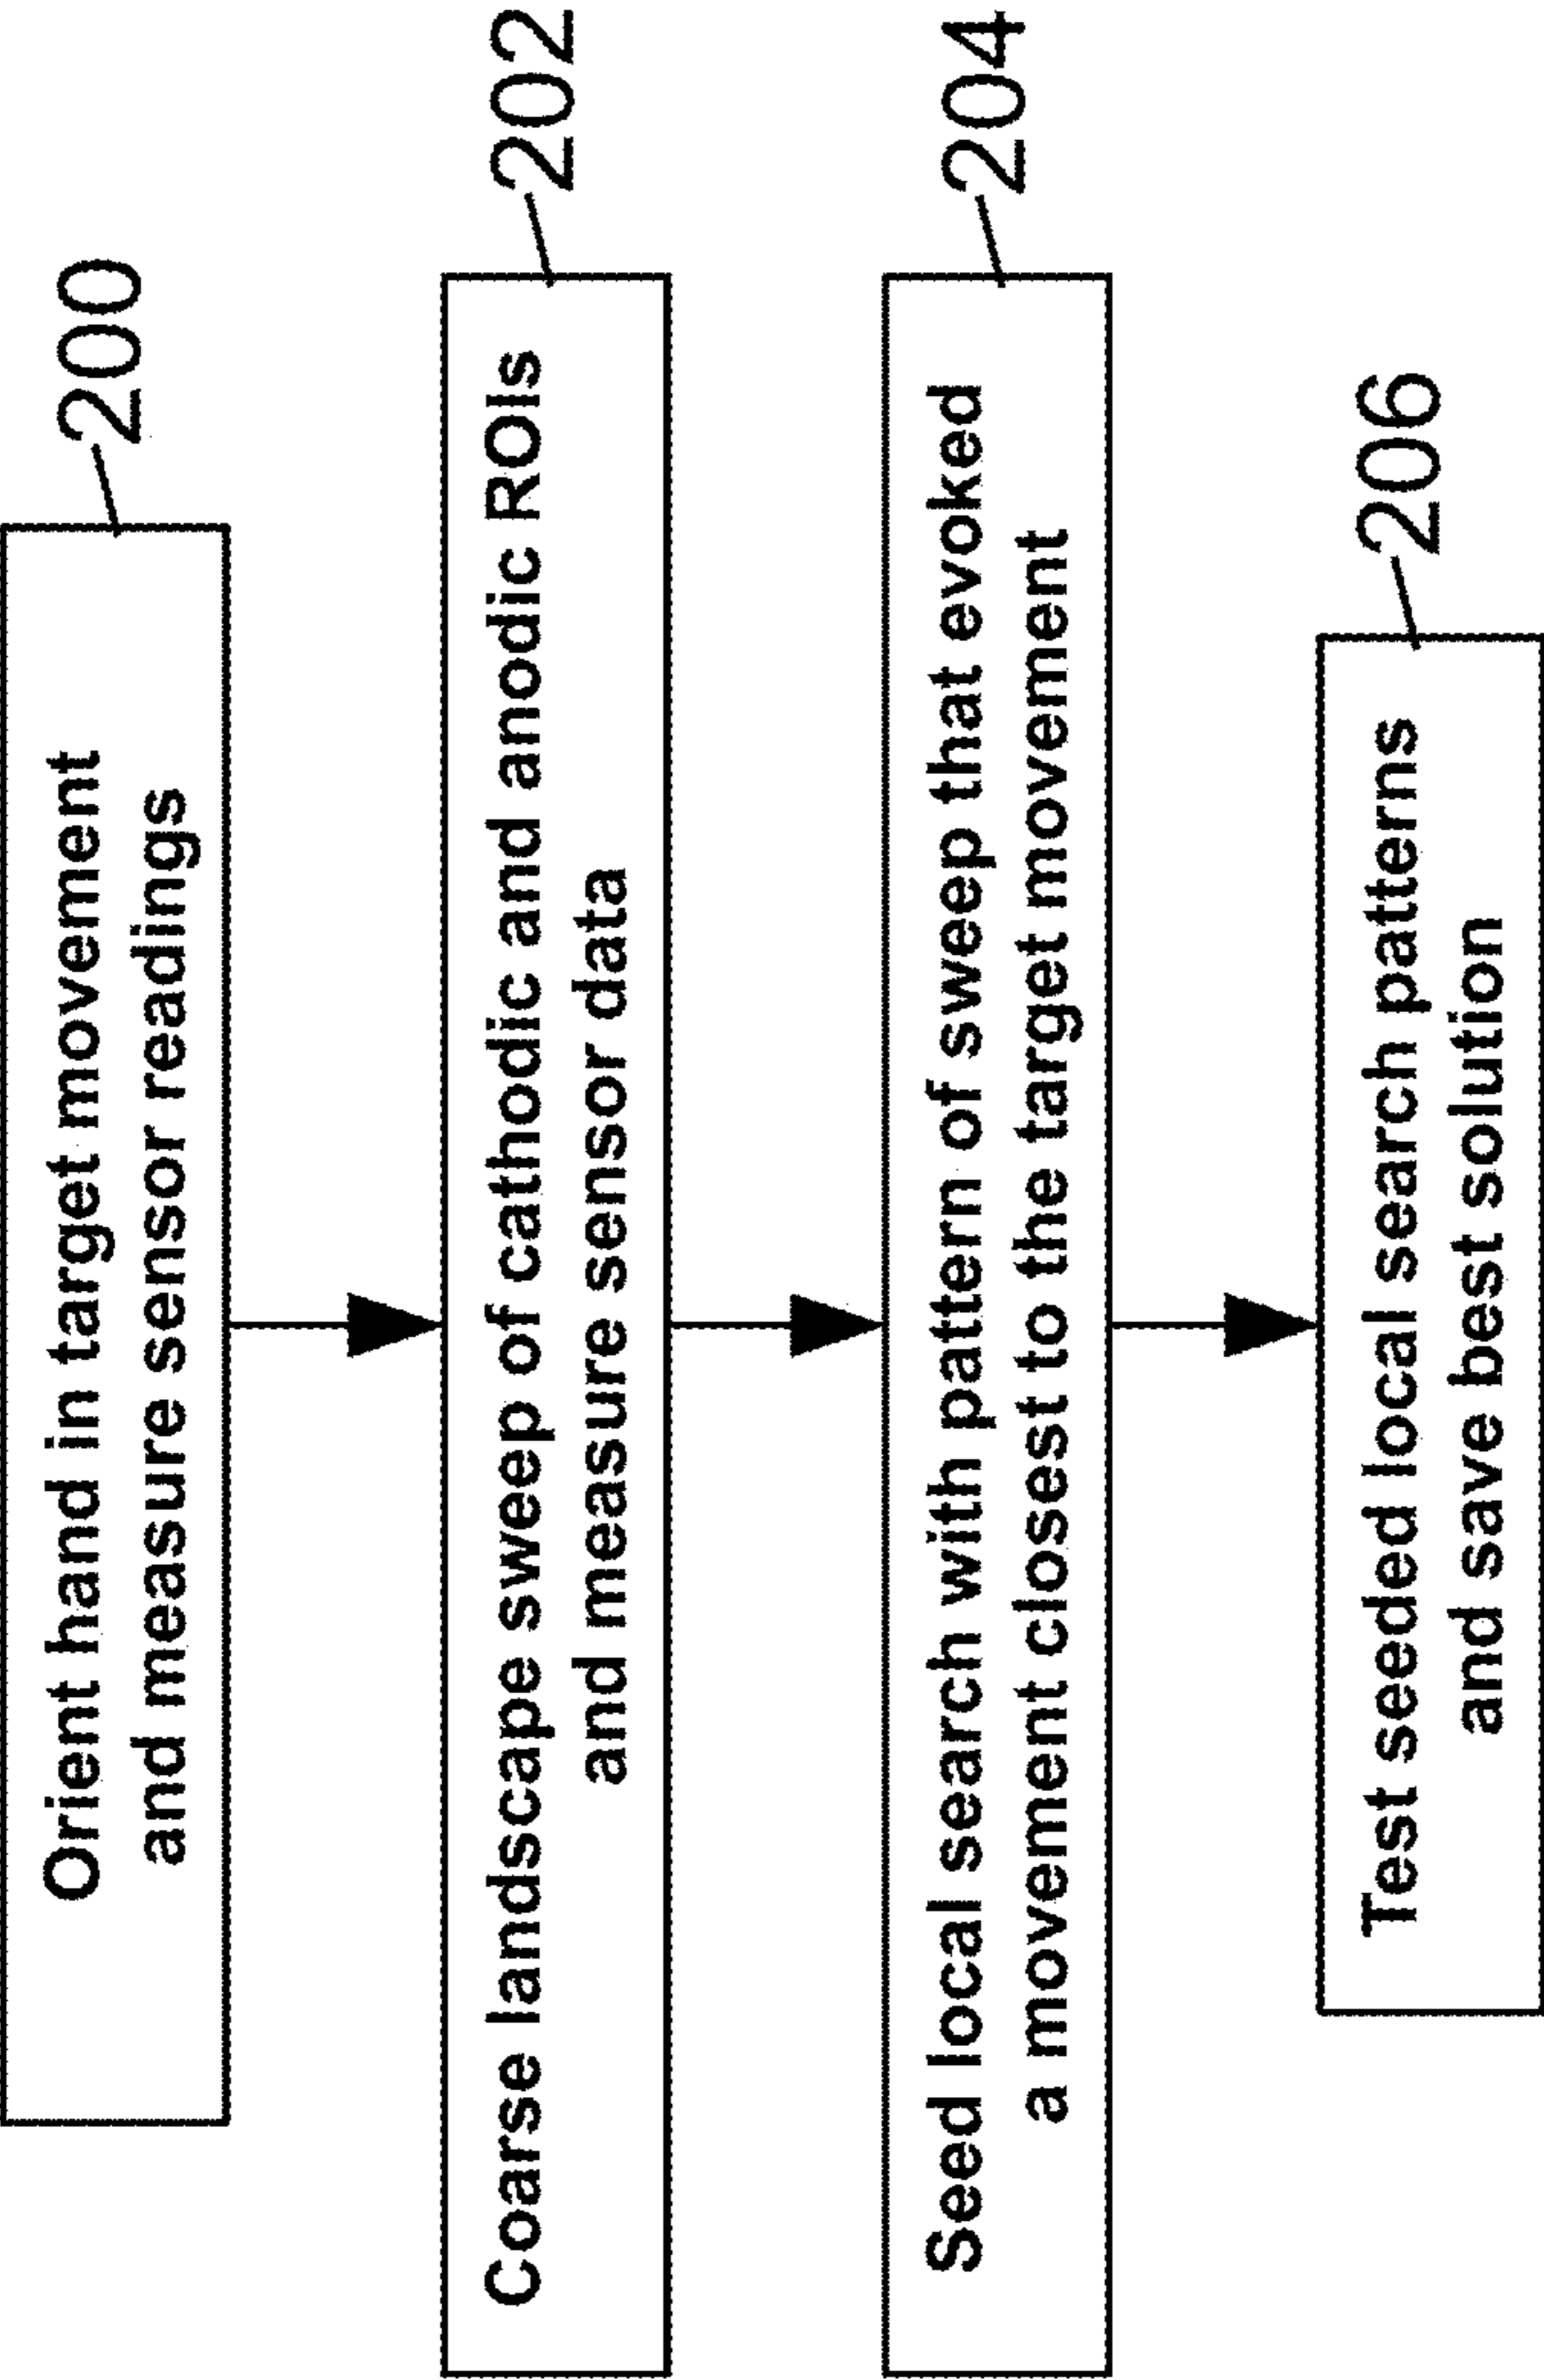 200
Orient hand in target movement
and measure sensor readings
202
Coarse landscape sweep of cathodic and anodic ROIs
and measure sensor data
204
Seed local search with pattern of sweep that evoked
a movement closest to the target movement
206
Test seeded local search patterns
and save best solution